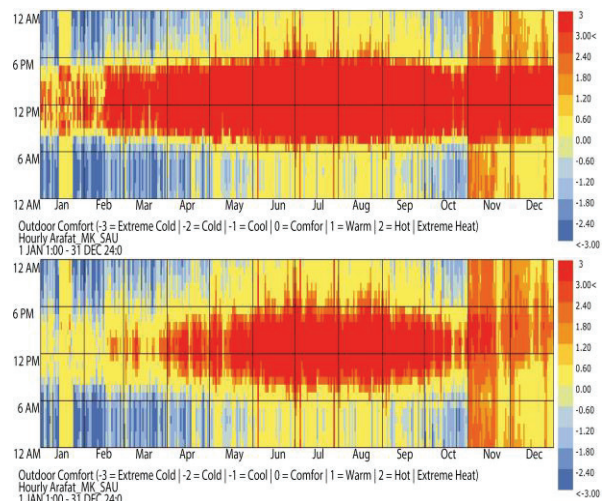 12 AM
6 PM
12 PM
6 AM
12 AM
Jan Feb Mar Apr May Jun Jul Aug Sep Oct Nov Dec
3
3.00<
2.40
1.80
1.20
0.60
0.00
-0.60
-1.20
-1.80
-2.40
<-3.00
Outdoor Comfort (-3 = Extreme Cold | -2 = Cold | -1 = Cool | 0 = Comfor | 1 = Warm | 2 = Hot | Extreme Heat)
Hourly Arafat_MK_SAU
1 JAN 1:00 - 31 DEC 24:0
12 AM
6 PM
12 PM
6 AM
12 AM
Jan Feb Mar Apr May Jun Jul Aug Sep Oct Nov Dec
3
3.00<
2.40
1.80
1.20
0.60
0.00
-0.60
-1.20
-1.80
-2.40
<-3.00
Outdoor Comfort (-3 = Extreme Cold | -2 = Cold | -1 = Cool | 0 = Comfor | 1 = Warm | 2 = Hot | Extreme Heat)
Hourly Arafat_MK_SAU
1 JAN 1:00 - 31 DEC 24:0